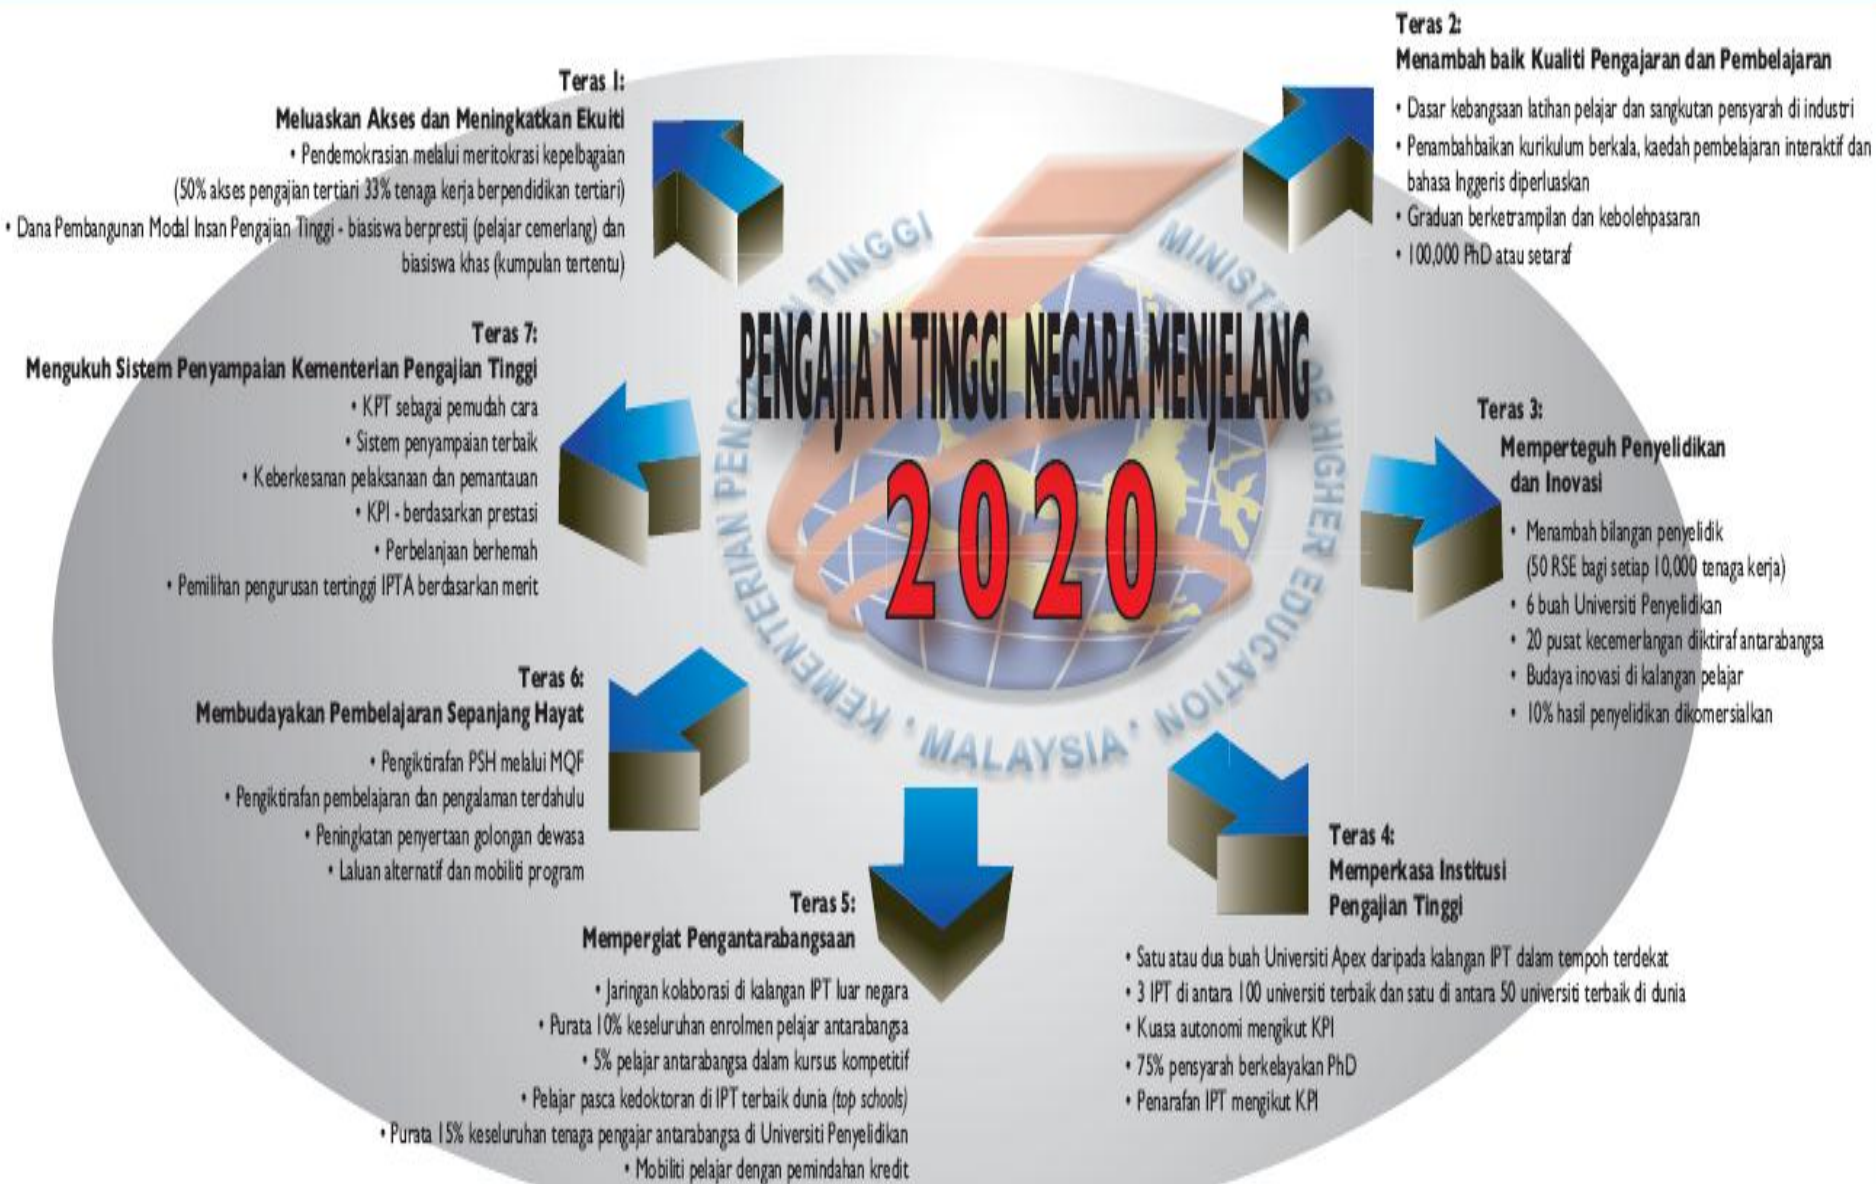 Teras 1:
Meluaskan Akses dan Meningkatkan Ekuiti
• Pendemokrasian melalui meritokrasi kepelbagaian
(50% akses pengajian tertiari 33% tenaga kerja berpendidikan tertiari)
• Dana Pembangunan Modal Insan Pengajian Tinggi - biasiswa berprestij (pelajar cemerlang) dan
biasiswa khas (kumpulan tertentu)
Teras 2:
Menambah baik Kualiti Pengajaran dan Pembelajaran
• Dasar kebangsaan latihan pelajar dan sangkutan pensyarah di industri
• Penambahbaikan kurikulum berkala, kaedah pembelajaran interaktif dan
bahasa Inggeris diperluaskan
• Graduan berketrampilan dan kebolehpasaran
• 100,000 PhD atau setaraf
PENGAJIA N TINGGI NEGARA MENJELANG
2020
KEMENTERIAN PENGAJIAN TINGGI
MINISTRY OF HIGHER EDUCATION
• MALAYSIA •
Teras 3:
Memperteguh Penyelidikan
dan Inovasi
• Menambah bilangan penyelidik
(50 RSE bagi setiap 10,000 tenaga kerja)
• 6 buah Universiti Penyelidikan
• 20 pusat kecemerlangan diiktiraf antarabangsa
• Budaya inovasi di kalangan pelajar
• 10% hasil penyelidikan dikomersialkan
Teras 4:
Memperkasa Institusi
Pengajian Tinggi
• Satu atau dua buah Universiti Apex daripada kalangan IPT dalam tempoh terdekat
• 3 IPT di antara 100 universiti terbaik dan satu di antara 50 universiti terbaik di dunia
• Kuasa autonomi mengikut KPI
• 75% pensyarah berkelayakan PhD
• Penarafan IPT mengikut KPI
Teras 5:
Mempergiat Pengantarabangsaan
• Jaringan kolaborasi di kalangan IPT luar negara
• Purata 10% keseluruhan enrolmen pelajar antarabangsa
• 5% pelajar antarabangsa dalam kursus kompetitif
• Pelajar pasca kedoktoran di IPT terbaik dunia (top schools)
• Purata 15% keseluruhan tenaga pengajar antarabangsa di Universiti Penyelidikan
• Mobiliti pelajar dengan pemindahan kredit
Teras 6:
Membudayakan Pembelajaran Sepanjang Hayat
• Pengiktirafan PSH melalui MQF
• Pengiktirafan pembelajaran dan pengalaman terdahulu
• Peningkatan penyertaan golongan dewasa
• Laluan alternatif dan mobiliti program
Teras 7:
Mengukuh Sistem Penyampaian Kementerian Pengajian Tinggi
• KPT sebagai pemudah cara
• Sistem penyampaian terbaik
• Keberkesanan pelaksanaan dan pemantauan
• KPI - berdasarkan prestasi
• Perbelanjaan berhemah
• Pemilihan pengurusan tertinggi IPTA berdasarkan merit